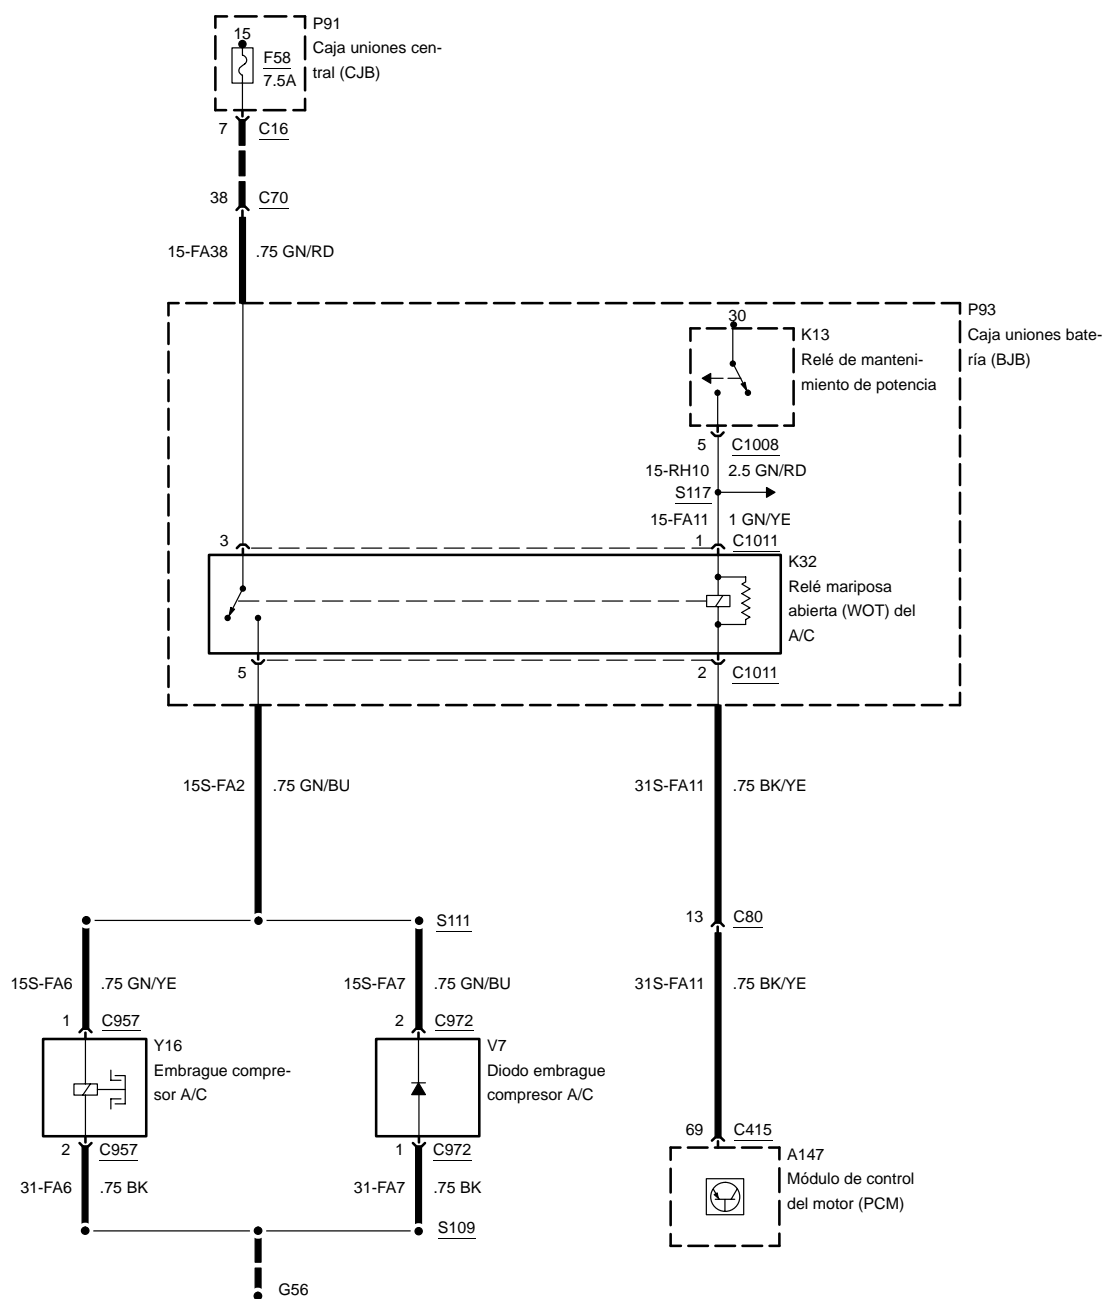 P91
15
Caja uniones cen-
tral (CJB)
F58
7.5A
7 C16
38 C70
15-FA38 .75 GN/RD
P93
Caja uniones bate-
ría (BJB)
30
K13
Relé de manteni-
miento de potencia
5 C1008
15-RH10 2.5 GN/RD
S117
15-FA11 1 GN/YE
3 1 C1011
K32
Relé mariposa
abierta (WOT) del
A/C
5 2 C1011
15S-FA2 .75 GN/BU
31S-FA11 .75 BK/YE
S111
13 C80
15S-FA6 .75 GN/YE
15S-FA7 .75 GN/BU
31S-FA11 .75 BK/YE
1 C957
2 C972
Y16
Embrague compre-
sor A/C
V7
Diodo embrague
compresor A/C
2 C957
1 C972
69 C415
A147
Módulo de control
del motor (PCM)
31-FA6 .75 BK
31-FA7 .75 BK
S109
G56